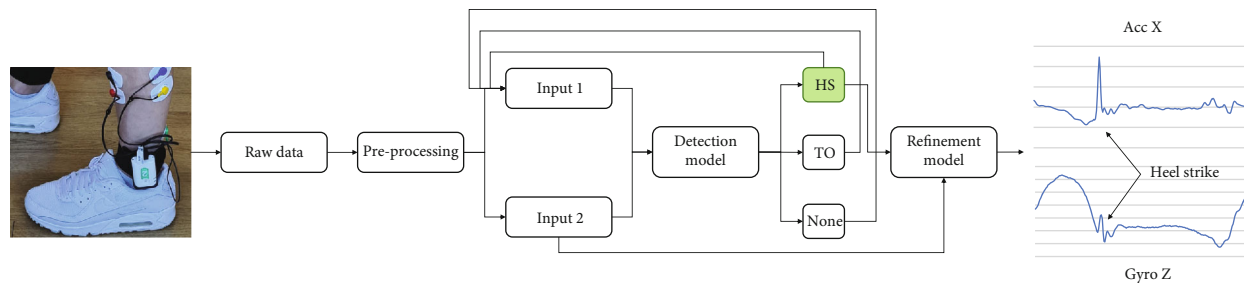 Acc X
Input 1
HS
Raw data
Pre-processing
Detection
model
TO
Refinement
model
Heel strike
Input 2
None
Gyro Z